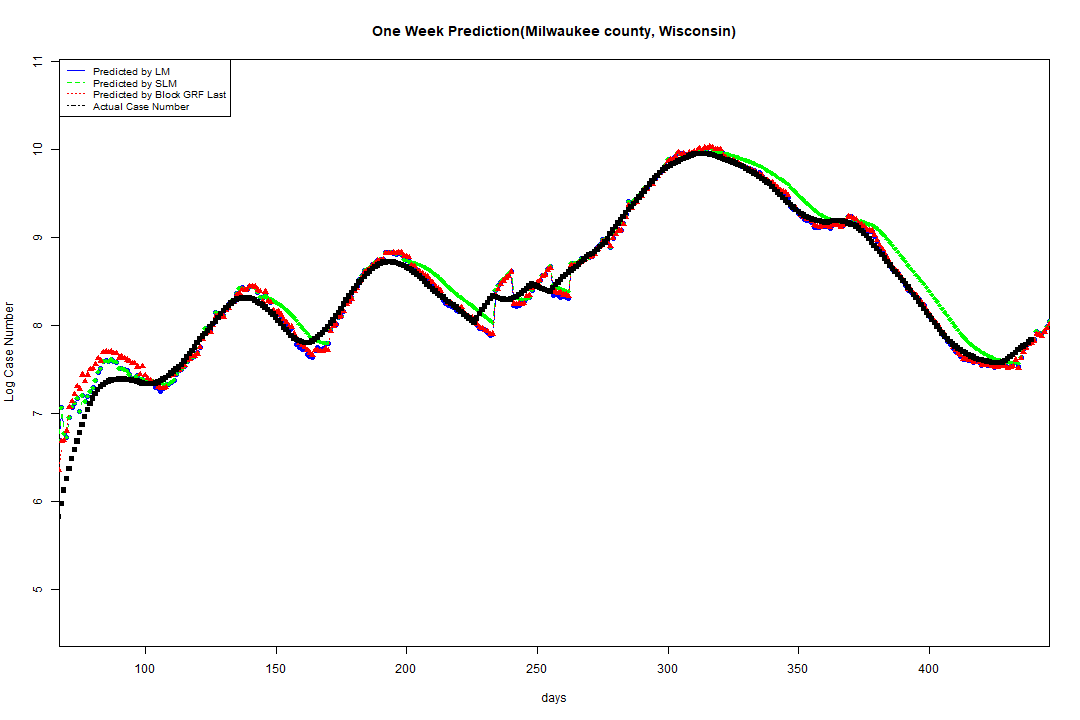 One Week Prediction(Milwaukee county, Wisconsin)
Predicted by LM
Predicted by SLM
Predicted by Block GRF Last
Actual Case Number
11
10
9
8
7
6
5
Log Case Number
100 150 200 250 300 350 400
days